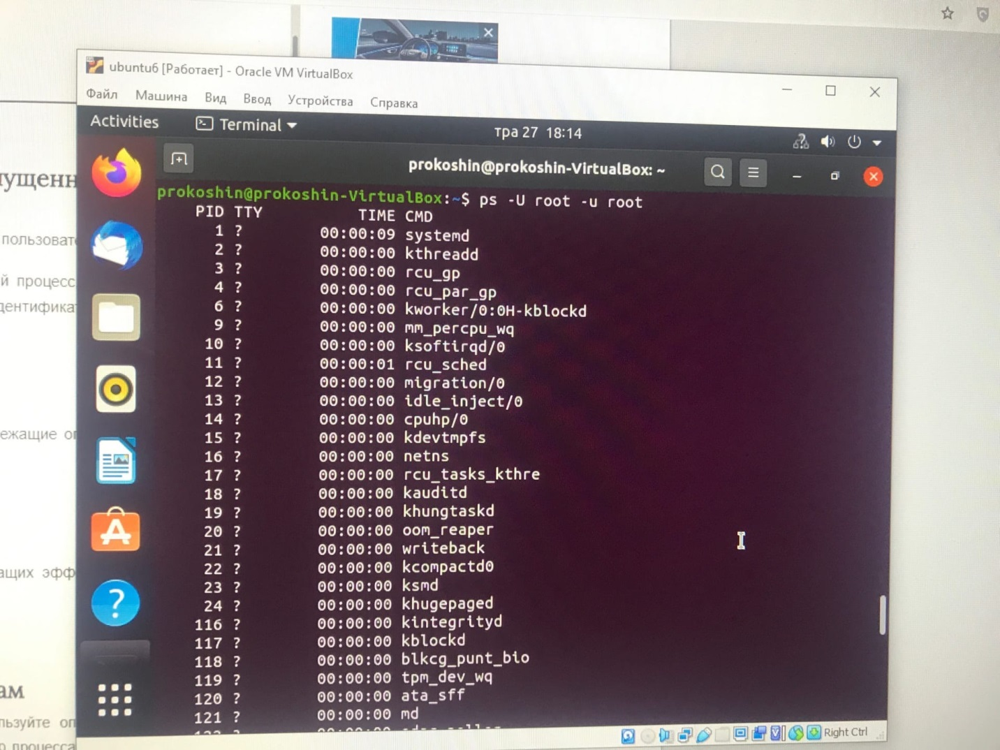 ubuntu6 [Работает] - Oracle VM VirtualBox
Файл Машина Вид Ввод Устройства Справка
Activities Terminal тра 27 18:14
prokoshin@prokoshin-VirtualBox: ~
prokoshin@prokoshin-VirtualBox:~$ ps -U root -u root
PID TTY TIME CMD
1 ? 00:00:09 systemd
2 ? 00:00:00 kthreadd
3 ? 00:00:00 rcu_gp
4 ? 00:00:00 rcu_par_gp
6 ? 00:00:00 kworker/0:0H-kblockd
9 ? 00:00:00 mm_percpu_wq
10 ? 00:00:00 ksoftirqd/0
11 ? 00:00:01 rcu_sched
12 ? 00:00:00 migration/0
13 ? 00:00:00 idle_inject/0
14 ? 00:00:00 cpuhp/0
15 ? 00:00:00 kdevtmpfs
16 ? 00:00:00 netns
17 ? 00:00:00 rcu_tasks_kthre
18 ? 00:00:00 kauditd
19 ? 00:00:00 khungtaskd
20 ? 00:00:00 oom_reaper
21 ? 00:00:00 writeback
22 ? 00:00:00 kcompactd0
23 ? 00:00:00 ksmd
24 ? 00:00:00 khugepaged
116 ? 00:00:00 kintegrityd
117 ? 00:00:00 kblockd
118 ? 00:00:00 blkcg_punt_bio
119 ? 00:00:00 tpm_dev_wq
120 ? 00:00:00 ata_sff
121 ? 00:00:00 md
Right Ctrl
ущенн
пользоват
й процесс
дентифика
ежащие оп
ащих эфф
ам
льзуйте оп
о процесса